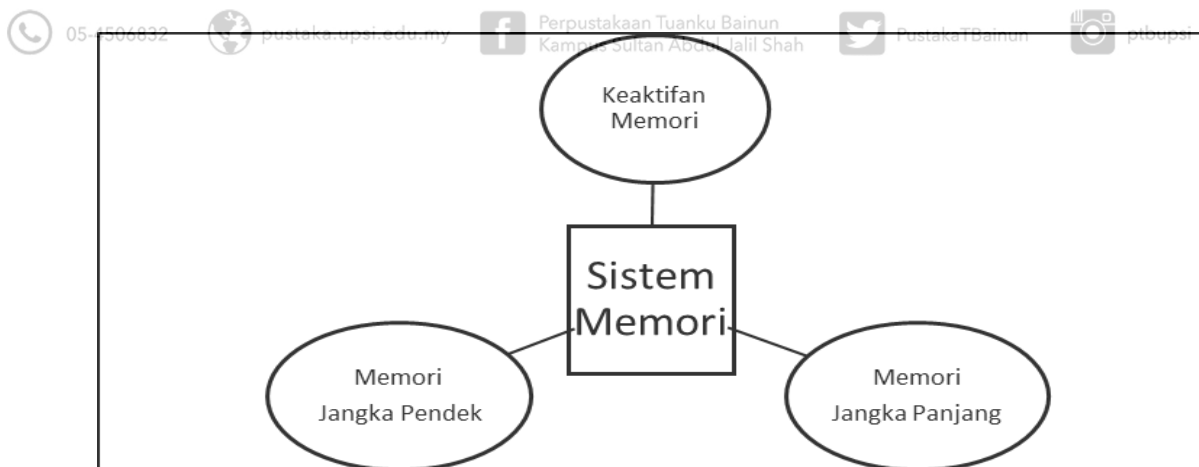 05-4506832 pustaka.upsi.edu.my Perpustakaan Tuanku Bainun PustakaTBainun ptbupsi
Kampus Sultan Abdul Jalil Shah
Keaktifan
Memori
Sistem
Memori
Memori
Jangka Pendek
Memori
Jangka Panjang